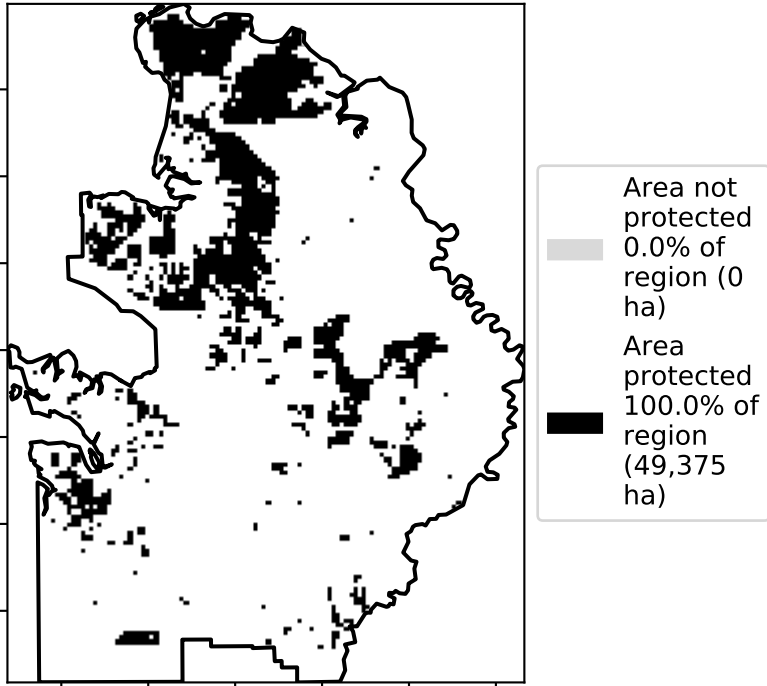 Area not
protected
0.0% of
region (0
ha)
Area
protected
100.0% of
region
(49,375
ha)